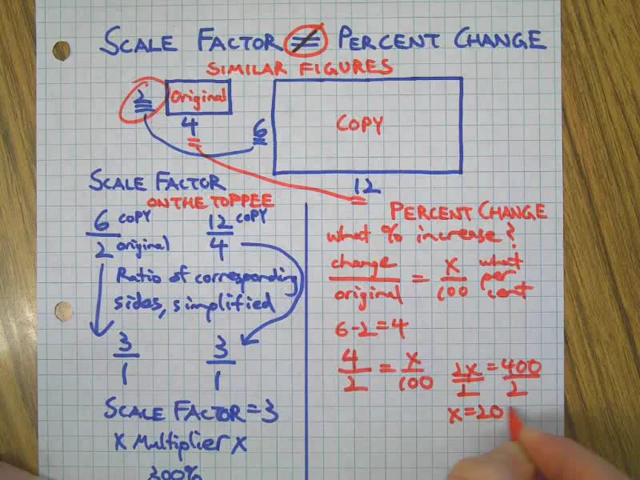 SCALE FACTOR ≠ PERCENT CHANGE
SIMILAR FIGURES
2
Original
4
6
COPY
12
SCALE FACTOR
ON THE TOPPEE
6 COPY
2 original
12 COPY
4
Ratio of corresponding
sides, simplified
3
1
3
1
SCALE FACTOR = 3
x Multiplier x
300%
PERCENT CHANGE
What % increase?
change
original
= x
100
what
per
cent
6-2=4
4
2
= x
100
2x = 400
2
2
x=20